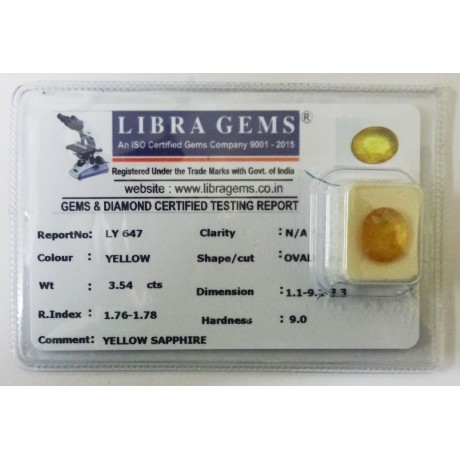 LIBRA GEMS ®
An ISO Certified Gems Company 9001 - 2015
Registered Under the Trade Marks with Govt. of India
website : www.libragems.co.in
GEMS & DIAMOND CERTIFIED TESTING REPORT
ReportNo: LY 647 Clarity : N/A
Colour : YELLOW Shape/cut : OVAL
Wt : 3.54 cts Dimension :
R.Index : 1.76-1.78 Hardness : 9.0
Comment: YELLOW SAPPHIRE